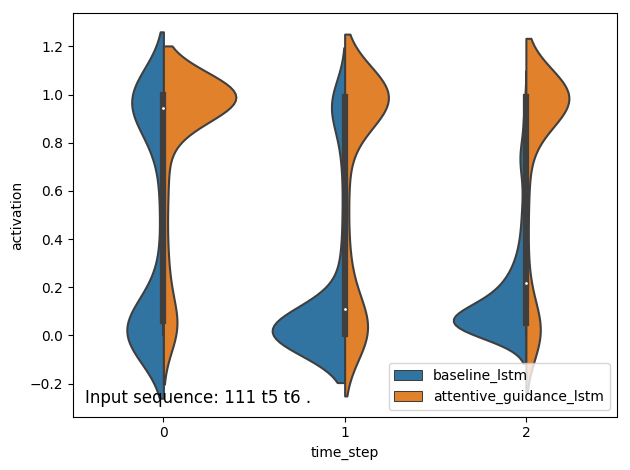 1.2
1.0
0.8
0.6
0.4
0.2
0.0
−0.2
activation
Input sequence: 111 t5 t6 .
baseline_lstm
attentive_guidance_lstm
0
1
2
time_step